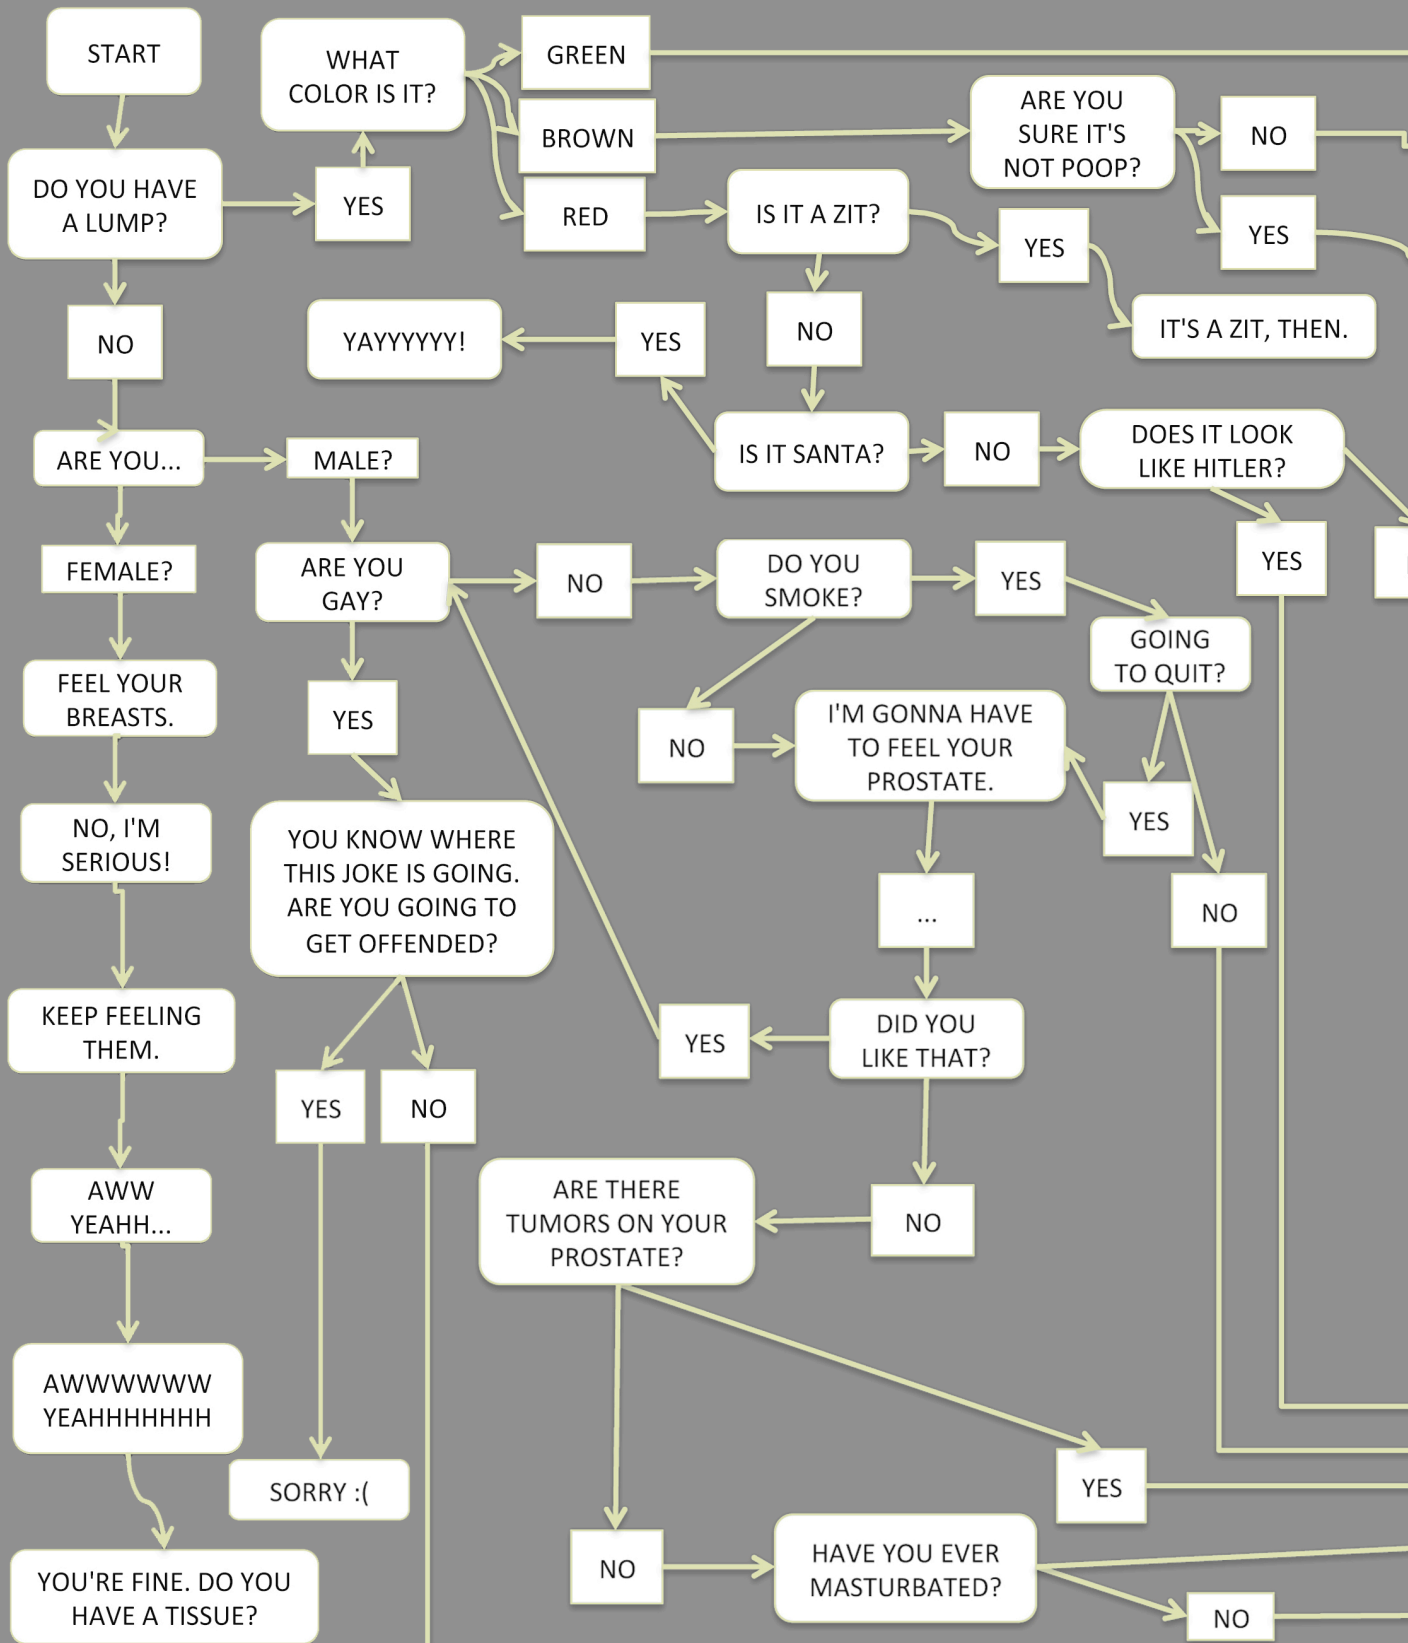 START
WHAT
COLOR IS IT?
GREEN
BROWN
RED
ARE YOU
SURE IT'S
NOT POOP?
NO
YES
DO YOU HAVE
A LUMP?
YES
IS IT A ZIT?
YES
IT'S A ZIT, THEN.
NO
NO
YAYYYYYY!
YES
IS IT SANTA?
NO
DOES IT LOOK
LIKE HITLER?
YES
ARE YOU...
MALE?
FEMALE?
ARE YOU
GAY?
NO
DO YOU
SMOKE?
YES
GOING
TO QUIT?
FEEL YOUR
BREASTS.
YES
NO
I'M GONNA HAVE
TO FEEL YOUR
PROSTATE.
YES
NO
NO, I'M
SERIOUS!
YOU KNOW WHERE
THIS JOKE IS GOING.
ARE YOU GOING TO
GET OFFENDED?
...
KEEP FEELING
THEM.
YES
DID YOU
LIKE THAT?
YES
NO
AWW
YEAHH...
ARE THERE
TUMORS ON YOUR
PROSTATE?
NO
AWWWWWW
YEAHHHHHHH
SORRY :(
YES
YOU'RE FINE. DO YOU
HAVE A TISSUE?
NO
HAVE YOU EVER
MASTURBATED?
NO